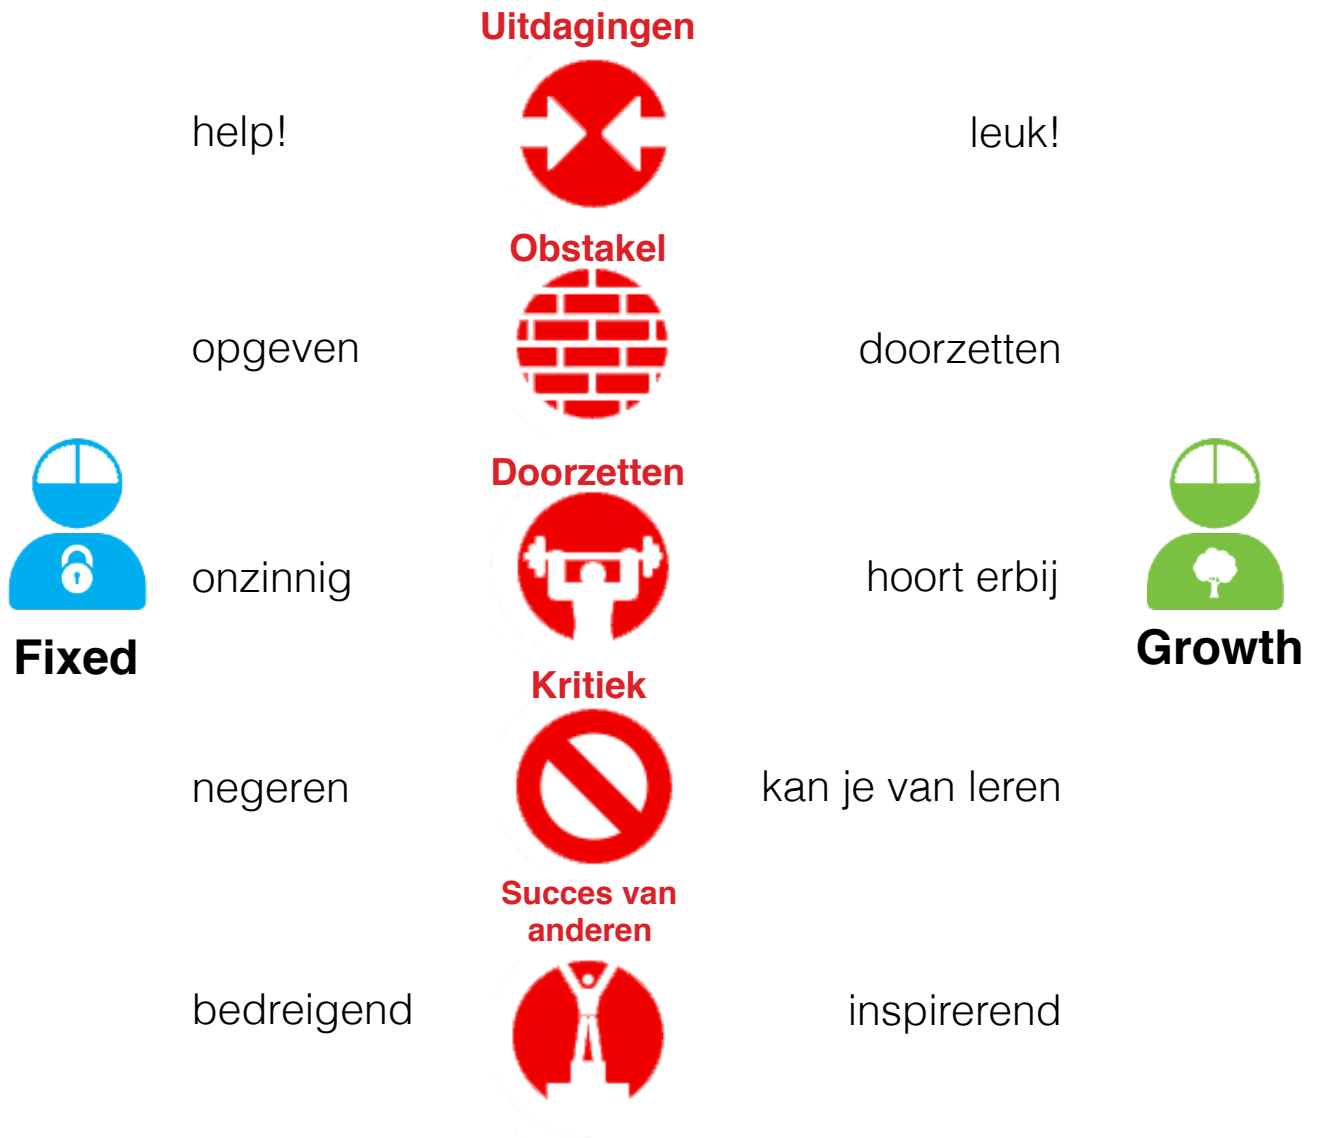 Uitdagingen
help!
leuk!
Obstakel
opgeven
doorzetten
Doorzetten
onzinnig
hoort erbij
Fixed
Growth
Kritiek
negeren
kan je van leren
Succes van
anderen
bedreigend
inspirerend